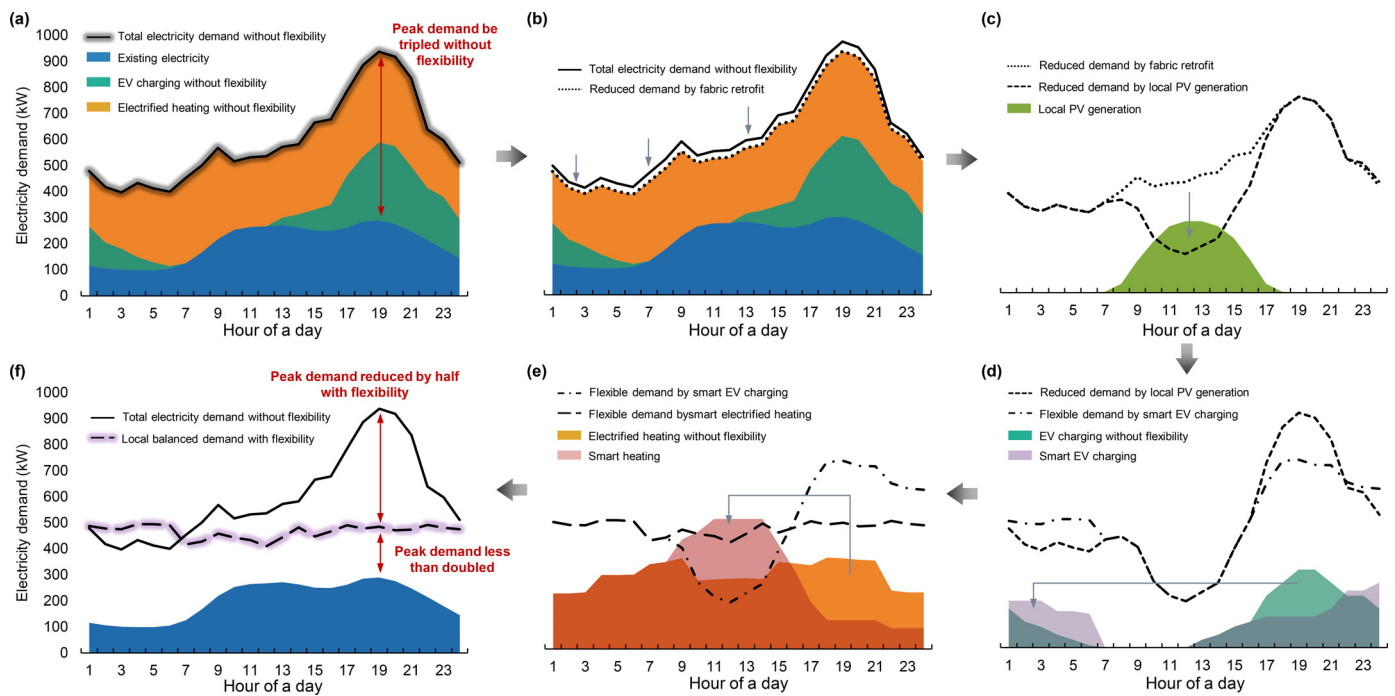 (a)
Total electricity demand without flexibility
Existing electricity
EV charging without flexibility
Electrified heating without flexibility
Peak demand be
tripled without
flexibility
Electricity demand (kW)
1000
900
800
700
600
500
400
300
200
100
0
1 3 5 7 9 11 13 15 17 19 21 23
Hour of a day
(b)
Total electricity demand without flexibility
Reduced demand by fabric retrofit
1 3 5 7 9 11 13 15 17 19 21 23
Hour of a day
(c)
Reduced demand by fabric retrofit
Reduced demand by local PV generation
Local PV generation
1 3 5 7 9 11 13 15 17 19 21 23
Hour of a day
(f)
Peak demand reduced by half
with flexibility
Total electricity demand without flexibility
Local balanced demand with flexibility
Peak demand less
than doubled
Electricity demand (kW)
1000
900
800
700
600
500
400
300
200
100
0
1 3 5 7 9 11 13 15 17 19 21 23
Hour of a day
(e)
Flexible demand by smart EV charging
Flexible demand bysmart electrified heating
Electrified heating without flexibility
Smart heating
1 3 5 7 9 11 13 15 17 19 21 23
Hour of a day
(d)
Reduced demand by local PV generation
Flexible demand by smart EV charging
EV charging without flexibility
Smart EV charging
1 3 5 7 9 11 13 15 17 19 21 23
Hour of a day